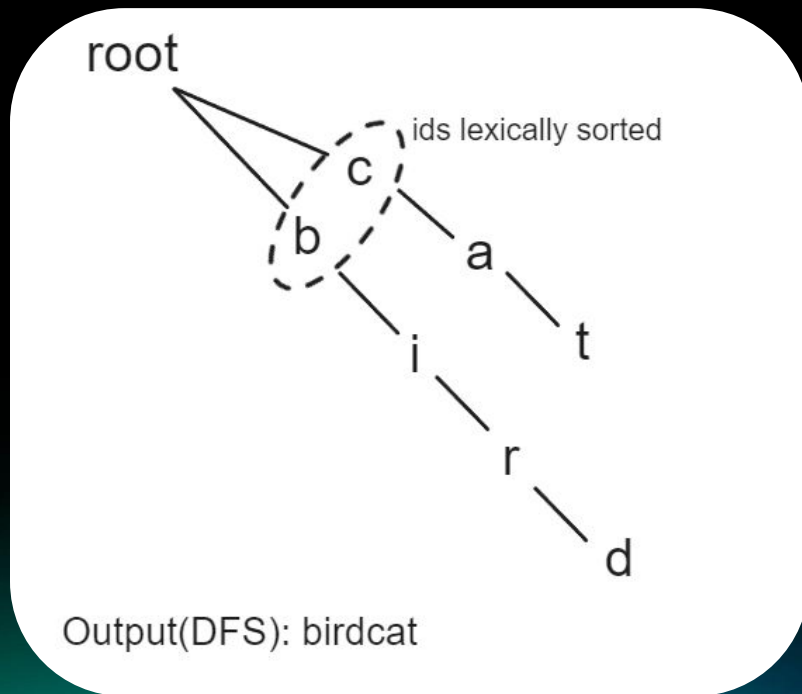 root
ids lexically sorted
c
b
a
t
i
r
d
Output(DFS): birdcat